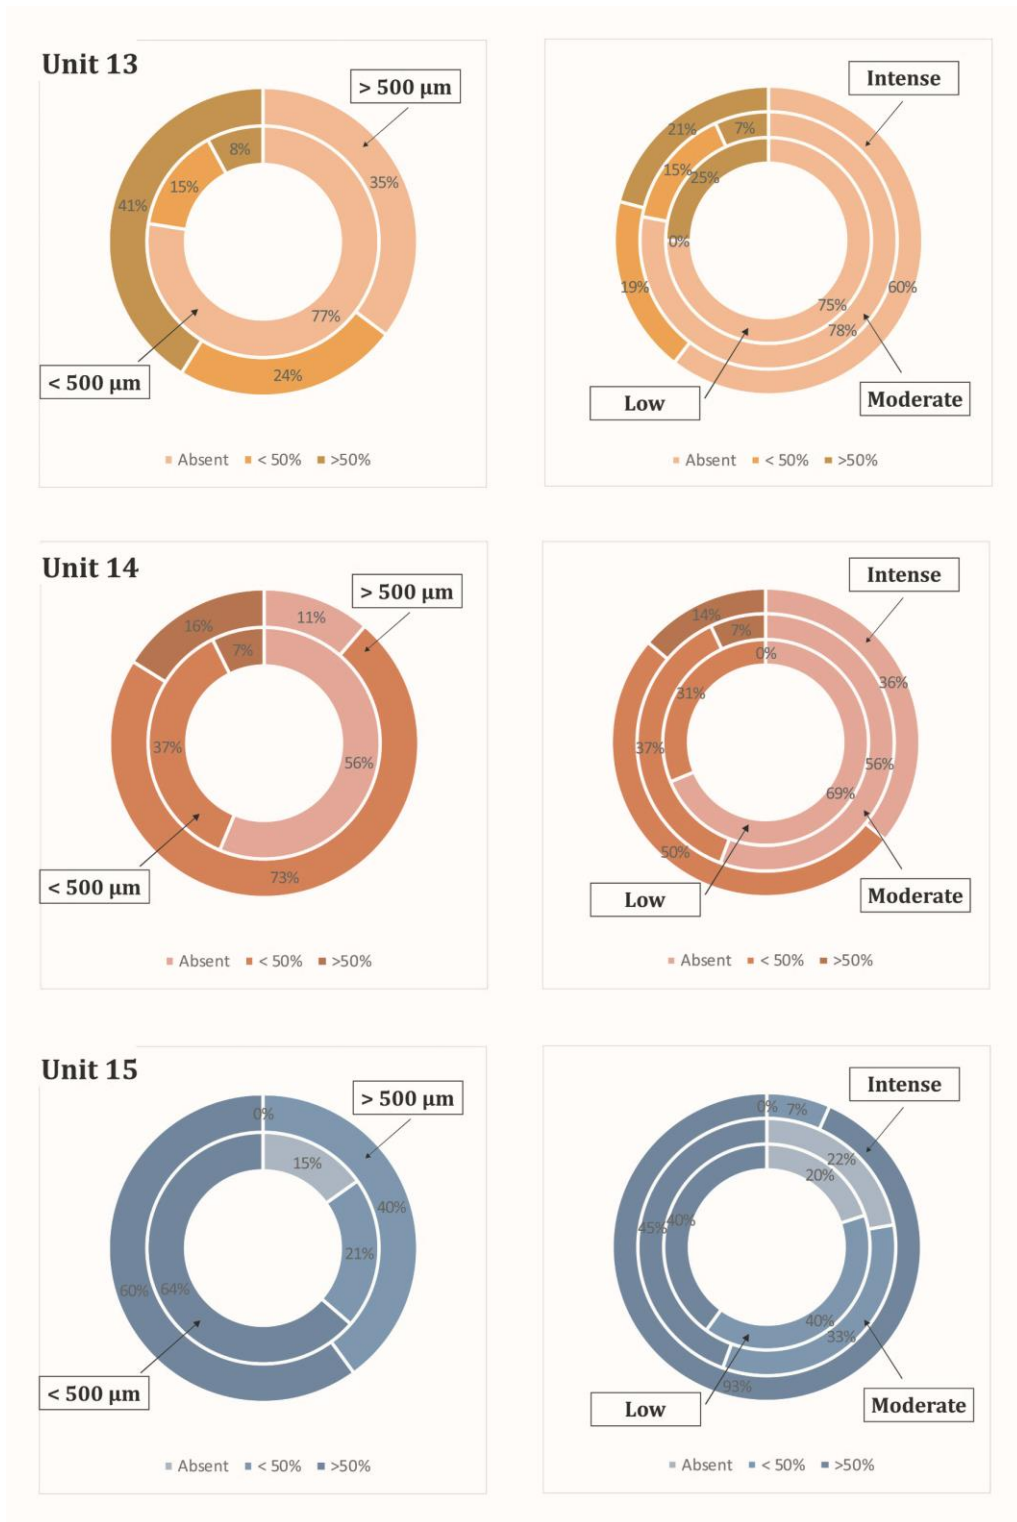 Unit 13
> 500 µm
8%
15%
35%
41%
77%
24%
< 500 µm
Absent < 50% >50%
Intense
21% 7%
15% 25%
0%
19% 60%
75%
78%
Low
Moderate
Absent < 50% >50%
Unit 14
> 500 µm
16% 11%
7%
37%
56%
73%
< 500 µm
Absent < 50% >50%
Intense
14%
7%
0%
31% 36%
37% 56%
69%
50%
Low
Moderate
Absent < 50% >50%
Unit 15
> 500 µm
0%
15%
40%
21%
60% 64%
< 500 µm
Absent < 50% >50%
Intense
0% 7%
22%
20%
45% 40%
40%
33%
93%
Low
Moderate
Absent < 50% >50%